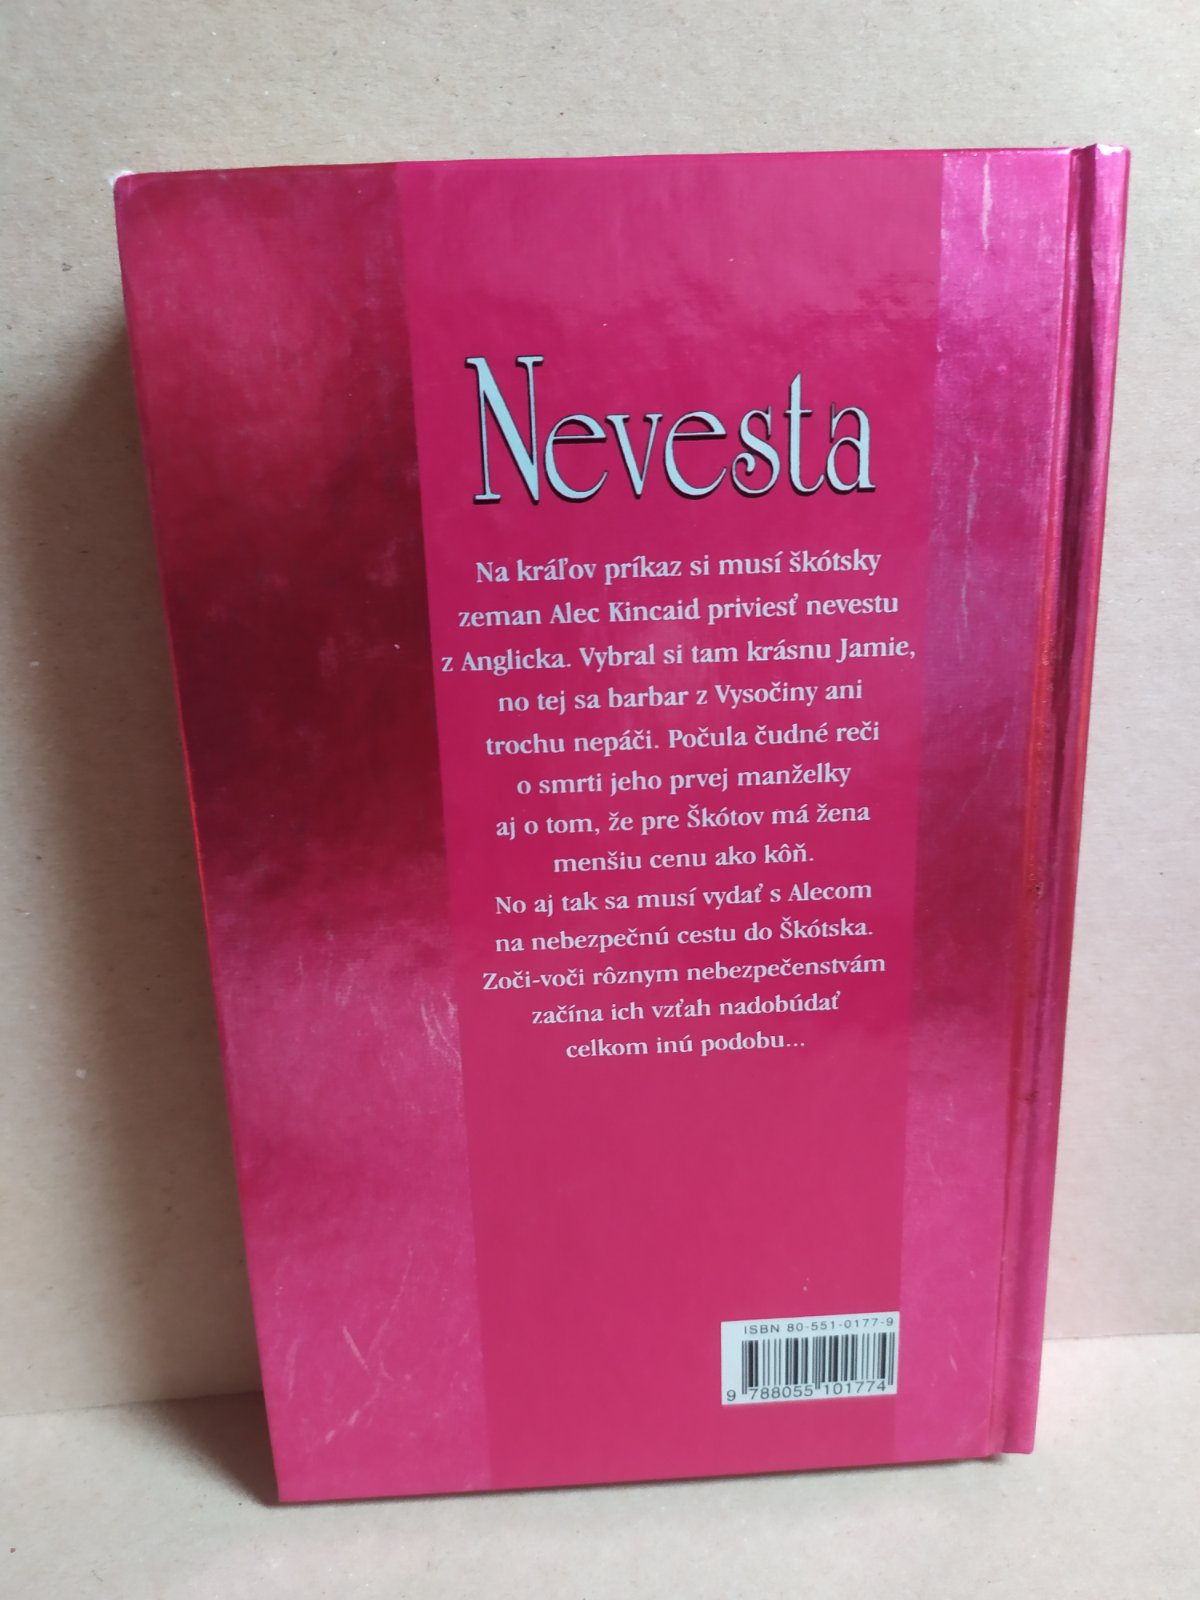 Nevesta
Na kráľov príkaz si musí škótsky
zeman Alec Kincaid priviesť nevestu
z Anglicka. Vybral si tam krásnu Jamie,
no tej sa barbar z Vysočiny ani
trochu nepáči. Počula čudné reči
o smrti jeho prvej manželky
aj o tom, že pre Škótov má žena
menšiu cenu ako kôň.
No aj tak sa musí vydať s Alecom
na nebezpečnú cestu do Škótska.
Zoči-voči rôznym nebezpečenstvám
začína ich vzťah nadobúdať
celkom inú podobu...
ISBN 80-551-0177-9
9 788055 101774